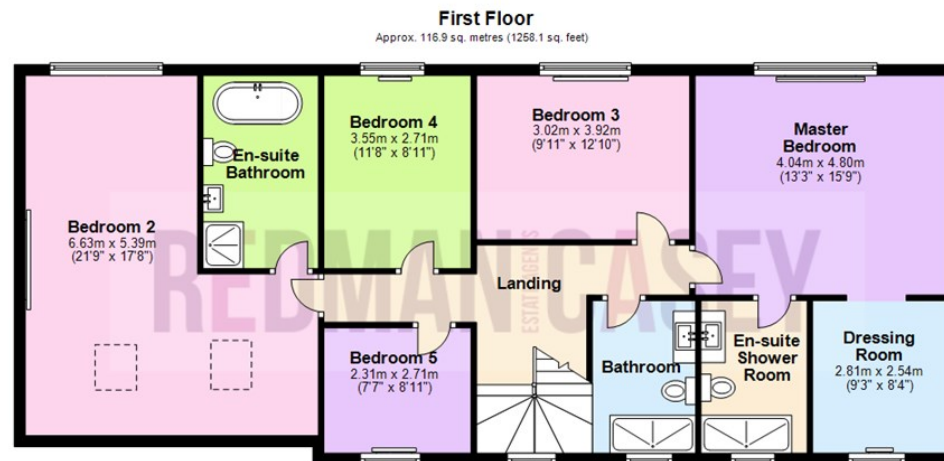 First Floor
Approx. 116.9 sq. metres (1258.1 sq. feet)
Bedroom 2
6.63m x 5.39m
(21'9" x 17'8")
En-suite
Bathroom
Bedroom 4
3.55m x 2.71m
(11'8" x 8'11")
Bedroom 3
3.02m x 3.92m
(9'11" x 12'10")
Master
Bedroom
4.04m x 4.80m
(13'3" x 15'9")
Landing
Bedroom 5
2.31m x 2.71m
(7'7" x 8'11")
Bathroom
En-suite
Shower
Room
Dressing
Room
2.81m x 2.54m
(9'3" x 8'4")
REDMAN CASEY
ESTATE AGENTS